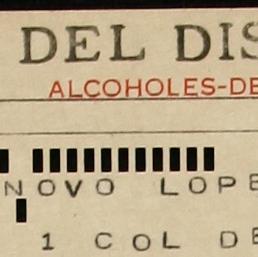 DEL DIS
ALCOHOLES-DE
NOVO LOPE
1 COL DE